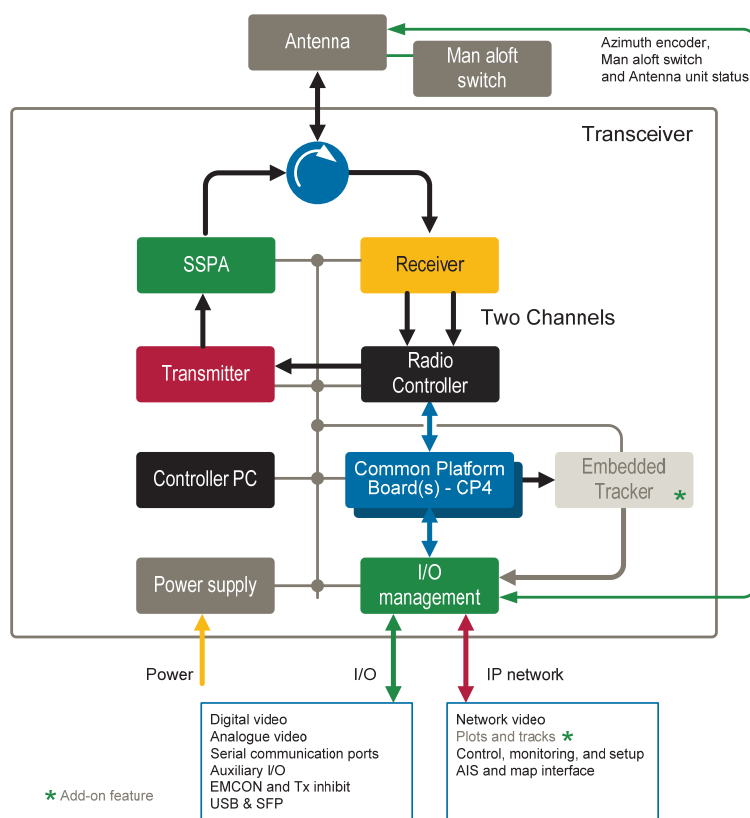 Antenna
Man aloft
switch
Azimuth encoder,
Man aloft switch
and Antenna unit status
Transceiver
SSPA
Receiver
Two Channels
Transmitter
Radio
Controller
Controller PC
Common Platform
Board(s) - CP4
Embedded
Tracker *
Power supply
I/O
management
Power
I/O
IP network
Digital video
Analogue video
Serial communication ports
Auxiliary I/O
EMCON and Tx inhibit
USB & SFP
Network video
Plots and tracks *
Control, monitoring, and setup
AIS and map interface
* Add-on feature